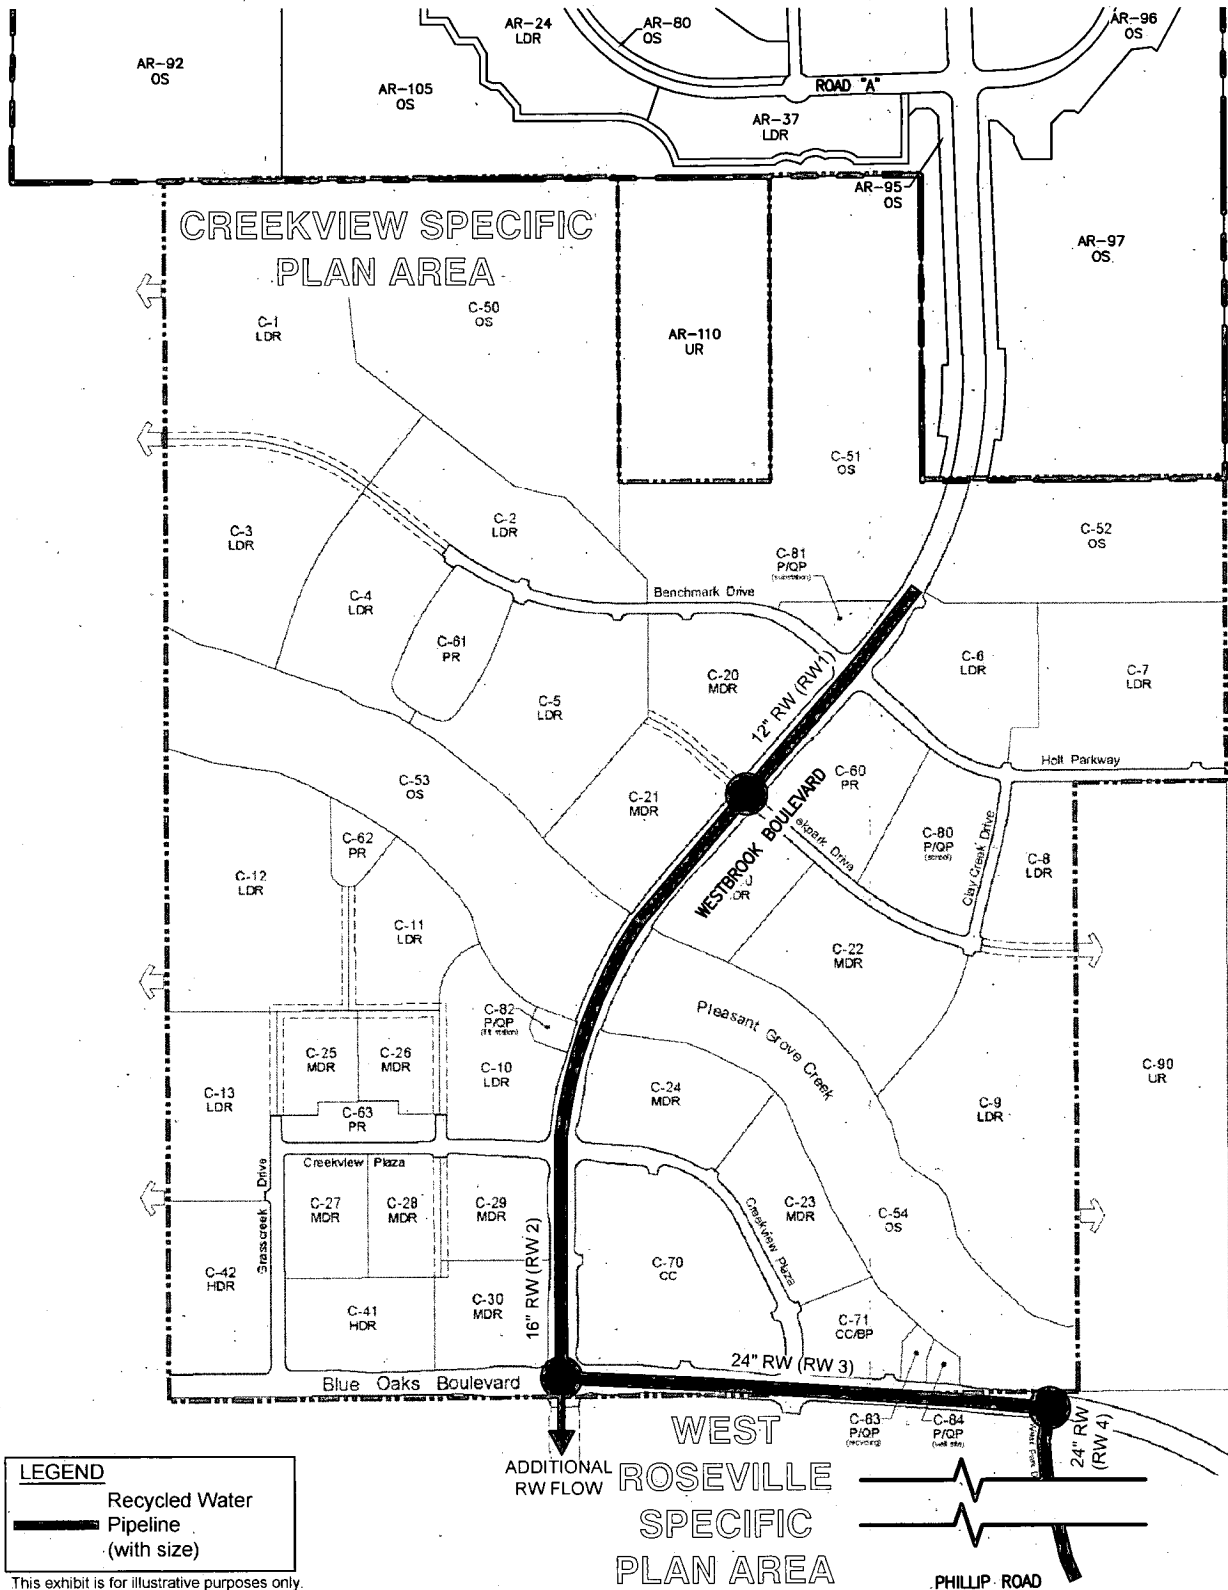 AR-24
LDR
AR-80
OS
AR-96
OS
AR-92
OS
AR-105
OS
ROAD "A"
AR-37
LDR
AR-95
OS
CREEKVIEW SPECIFIC
PLAN AREA
AR-97
OS
C-1
LDR
C-50
OS
AR-110
UR
C-51
OS
C-3
LDR
C-2
LDR
C-52
OS
C-81
P/QP
(substation)
Benchmark Drive
C-4
LDR
C-61
PR
C-20
MDR
C-6
LDR
C-7
LDR
C-5
LDR
12" RW (RW1)
Holt Parkway
C-53
OS
C-60
PR
C-21
MDR
WESTBROOK BOULEVARD
Drive
C-80
P/QP
(school)
Clay Creek Drive
C-8
LDR
C-62
PR
C-12
LDR
C-11
LDR
C-22
MDR
C-82
P/QP
Pleasant Grove Creek
C-25
MDR
C-26
MDR
C-10
LDR
C-90
UR
C-13
LDR
C-24
MDR
C-9
LDR
C-63
PR
Creekview Plaza
Grasscreek Drive
C-27
MDR
C-28
MDR
C-29
MDR
C-23
MDR
C-54
OS
Creekview Plaza
16" RW (RW 2)
C-42
HDR
C-70
CC
C-41
HDR
C-30
MDR
C-71
CC/BP
24" RW (RW 3)
Blue Oaks Boulevard
C-83
P/QP
(recycling)
C-84
P/QP
(well site)
24" RW
(RW 4)
WEST
ROSEVILLE
SPECIFIC
PLAN AREA
ADDITIONAL
RW FLOW
LEGEND
Recycled Water
Pipeline
(with size)
This exhibit is for illustrative purposes only.
PHILLIP ROAD